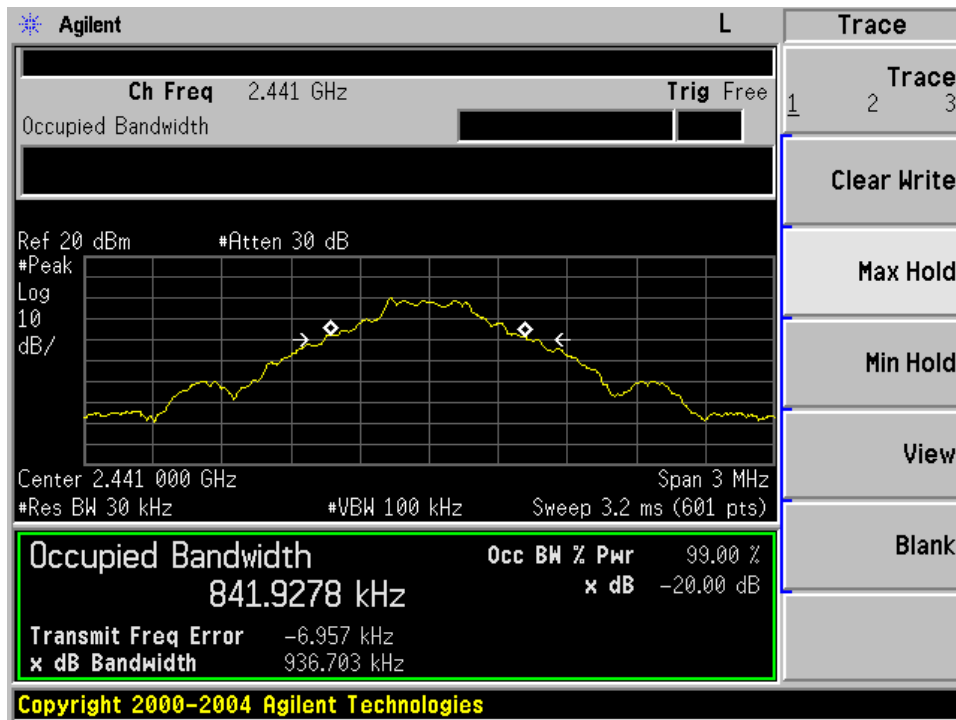 Agilent L Trace
Ch Freq 2.441 GHz Trig Free
Occupied Bandwidth
Trace
1 2 3
Clear Write
Max Hold
Min Hold
View
Blank
Ref 20 dBm #Atten 30 dB
#Peak
Log
10
dB/
Center 2.441 000 GHz Span 3 MHz
#Res BW 30 kHz #VBW 100 kHz Sweep 3.2 ms (601 pts)
Occupied Bandwidth Occ BW % Pwr 99.00 %
841.9278 kHz x dB -20.00 dB
Transmit Freq Error -6.957 kHz
x dB Bandwidth 936.703 kHz
Copyright 2000-2004 Agilent Technologies